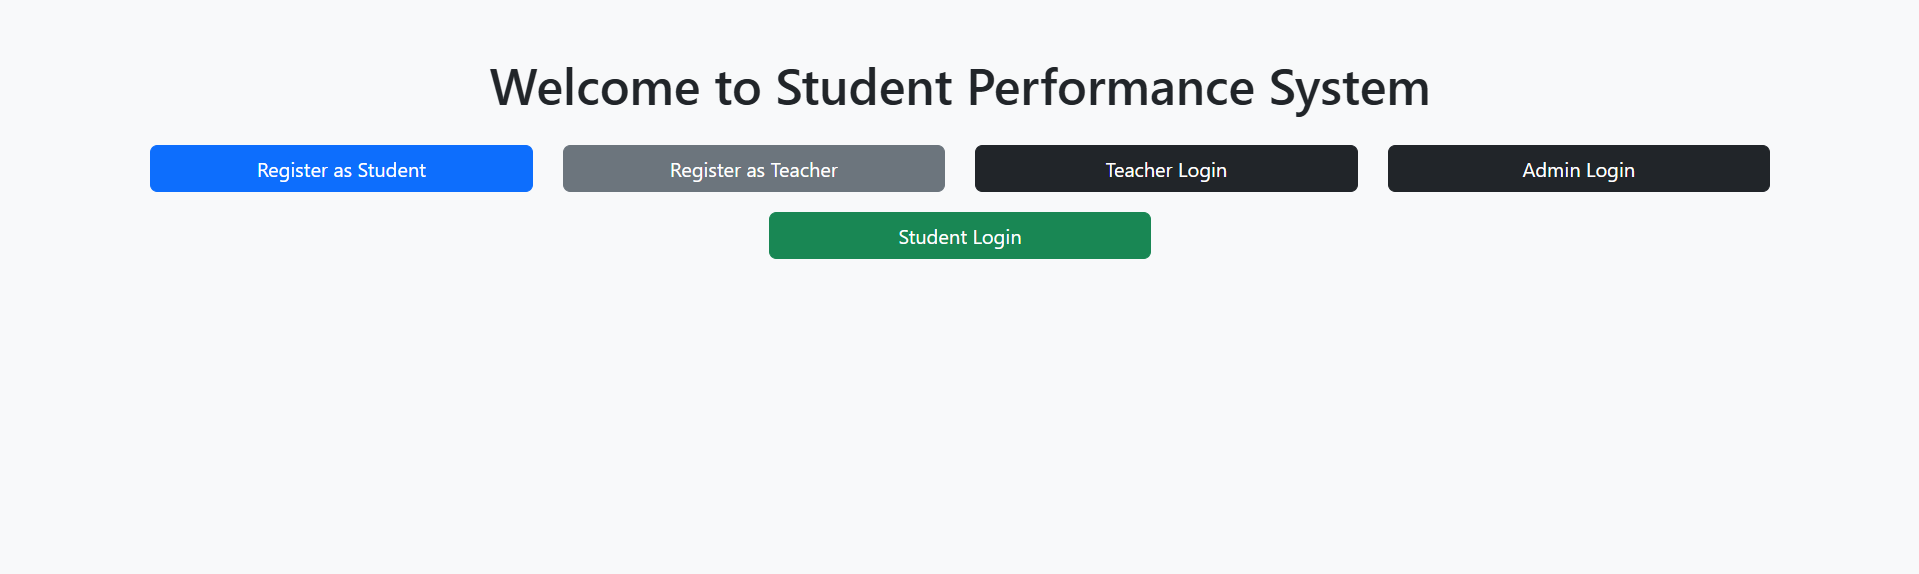 Welcome to Student Performance System
Register as Student
Register as Teacher
Teacher Login
Admin Login
Student Login